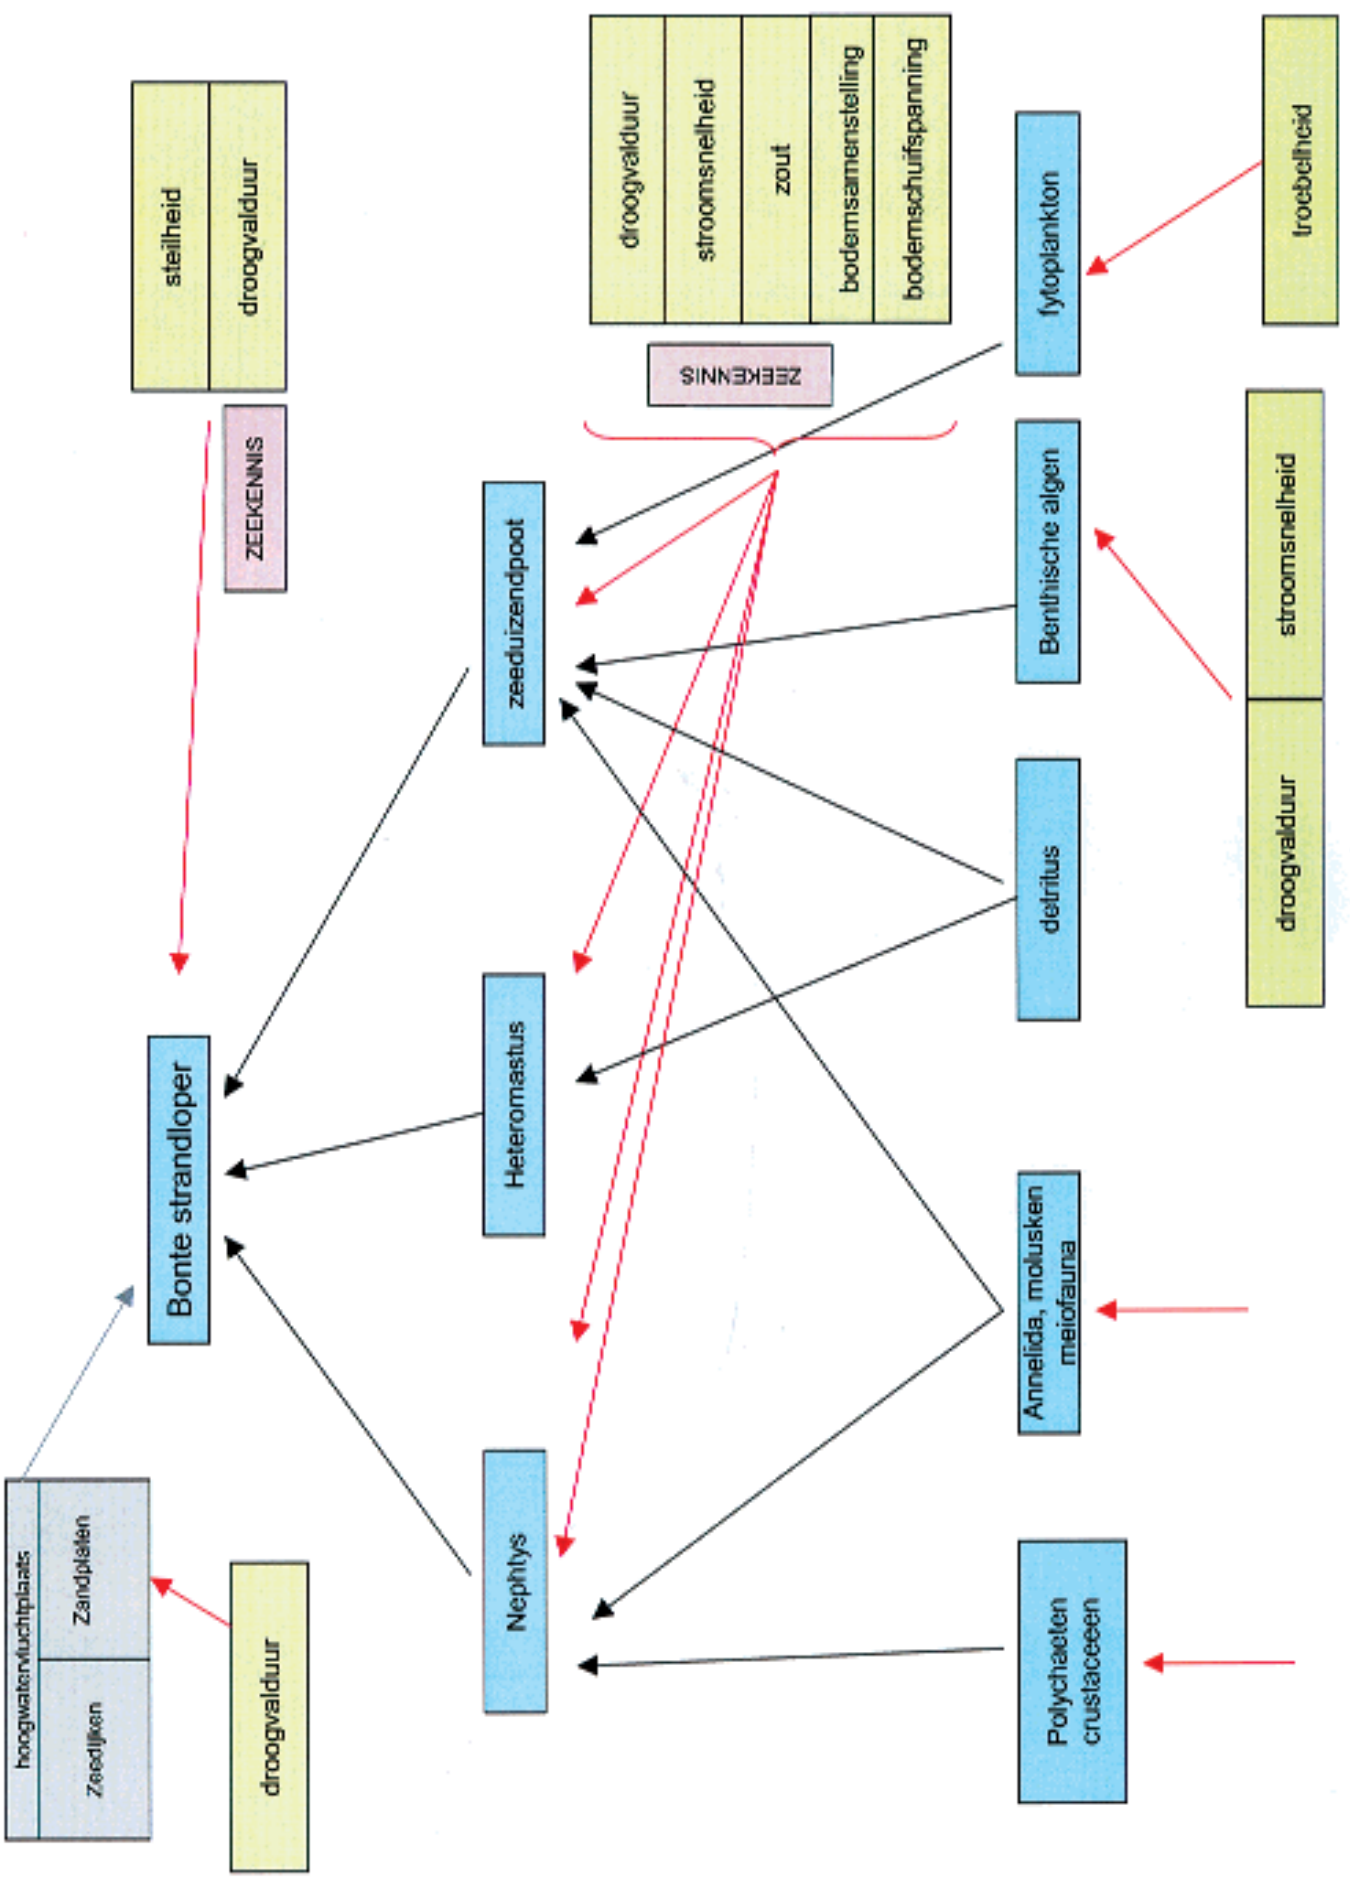 hoogwatervluchtplaats
Zeedijken
Zandplaten
droogvalduur
Bonte strandloper
steilheid
droogvalduur
ZEEKENNIS
Nephtys
Heteromastus
zeeduizendpoot
droogvalduur
stroomsnelheid
zout
bodemsamenstelling
bodemschuifspanning
ZEEKENNIS
Polychaeten
crustaceen
Annelida, molusken
meiofauna
detritus
Benthische algen
fytoplankton
droogvalduur
stroomsnelheid
troebelheid